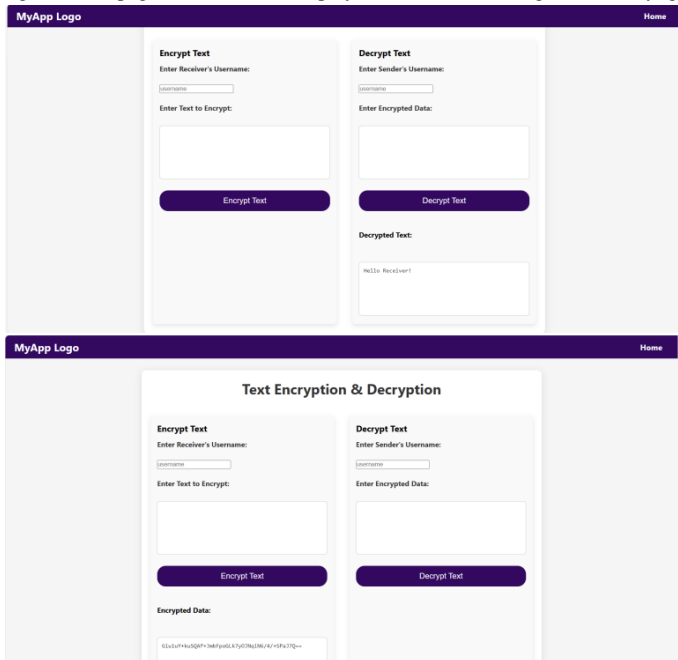 MyApp Logo
Home
Encrypt Text
Enter Receiver's Username:
username
Enter Text to Encrypt:
Encrypt Text
Decrypt Text
Enter Sender's Username:
username
Enter Encrypted Data:
Decrypt Text
Decrypted Text:
Hello Receiver!
MyApp Logo
Home
Text Encryption & Decryption
Encrypt Text
Enter Receiver's Username:
username
Enter Text to Encrypt:
Encrypt Text
Encrypted Data:
Decrypt Text
Enter Sender's Username:
username
Enter Encrypted Data:
Decrypt Text